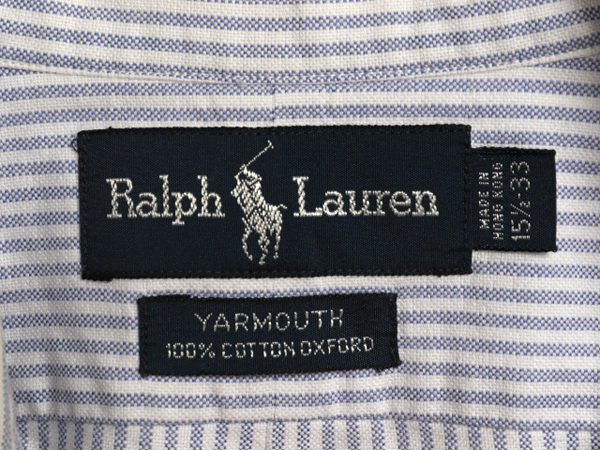 Ralph Lauren
MADE IN
HONG KONG
15½-33
YARMOUTH
100% COTTON OXFORD